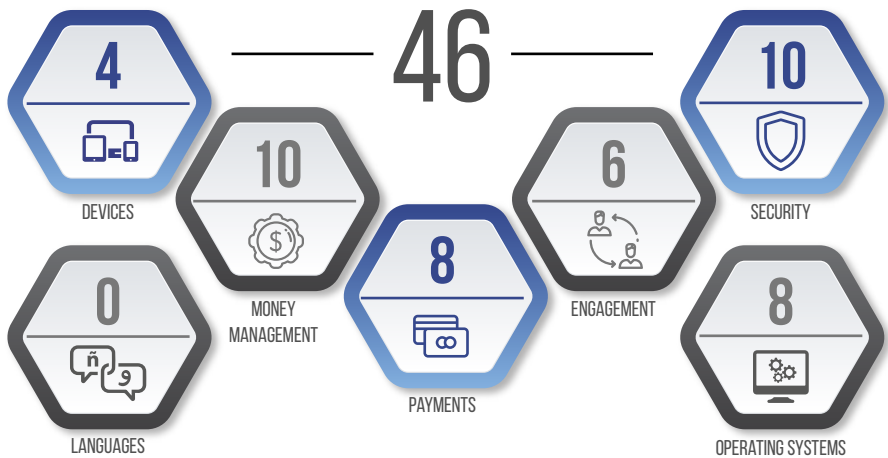 46
4
DEVICES
10
MONEY
MANAGEMENT
8
PAYMENTS
6
ENGAGEMENT
10
SECURITY
0
ñ و
LANGUAGES
8
OPERATING SYSTEMS